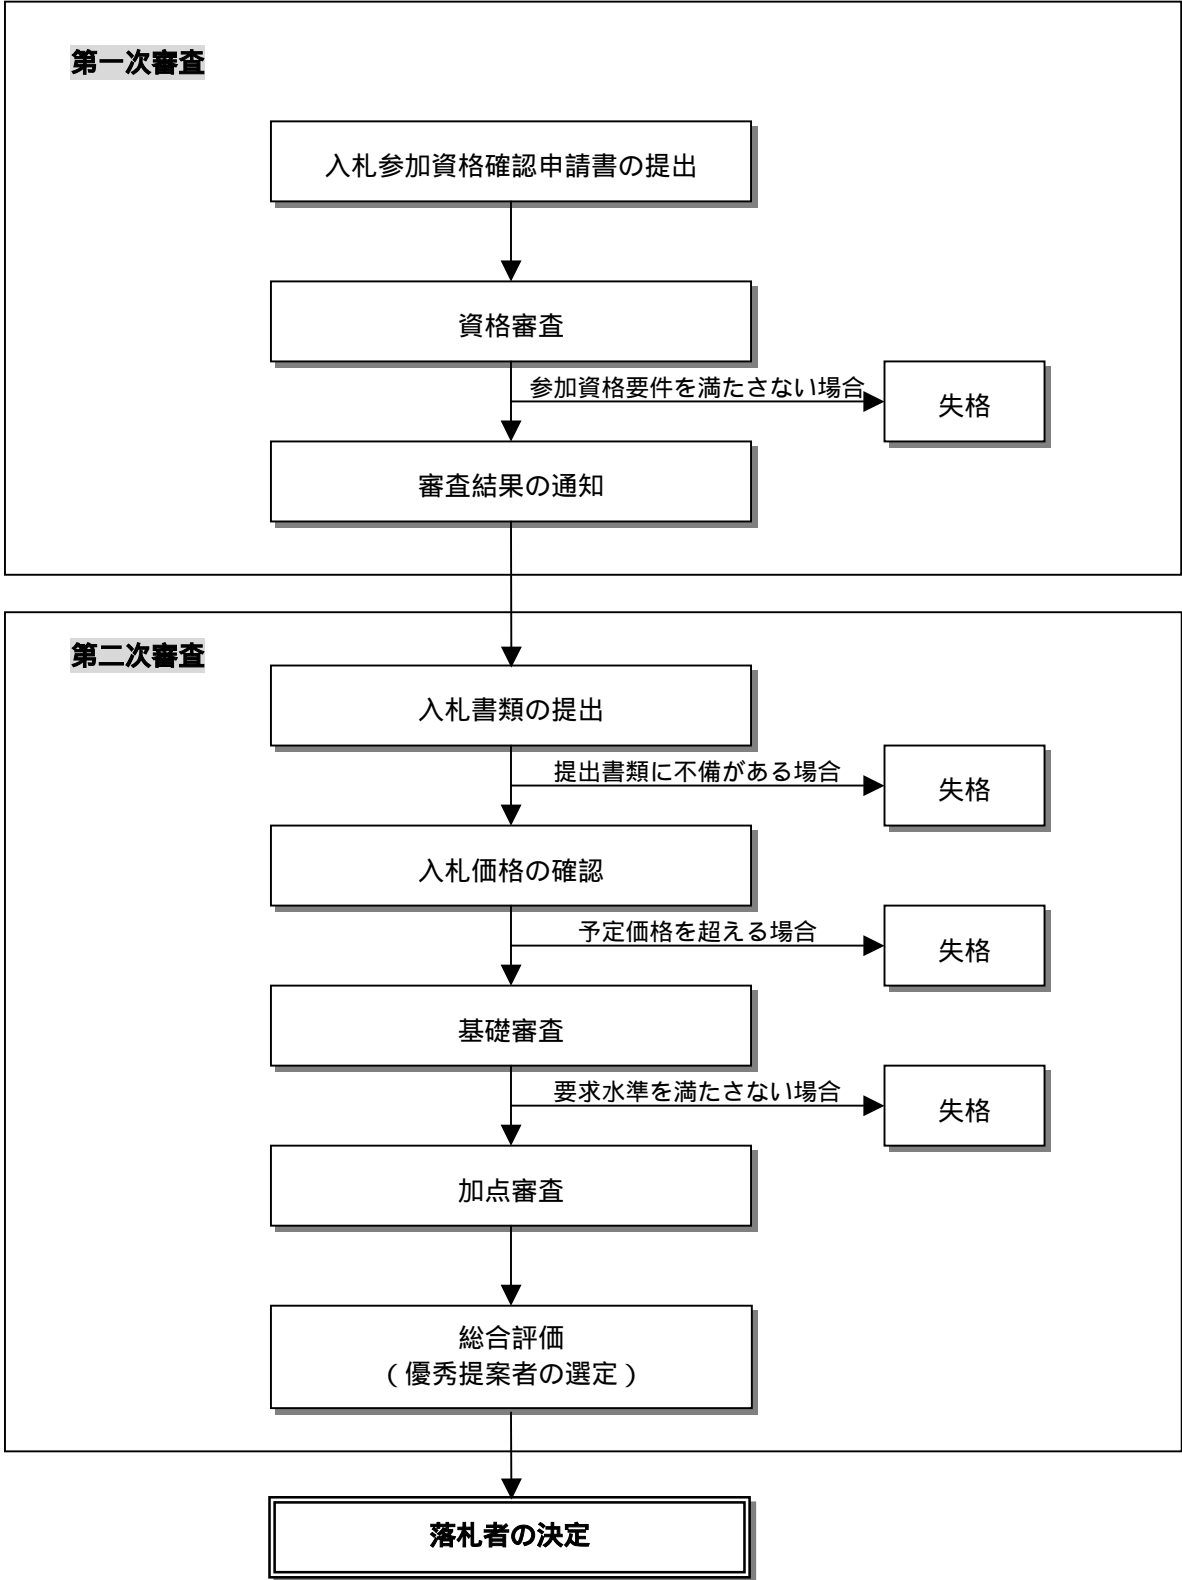 第一次審査
入札参加資格確認申請書の提出
資格審査
参加資格要件を満たさない場合
失格
審査結果の通知
第二次審査
入札書類の提出
提出書類に不備がある場合
失格
入札価格の確認
予定価格を超える場合
失格
基礎審査
要求水準を満たさない場合
失格
加点審査
総合評価
（優秀提案者の選定）
落札者の決定